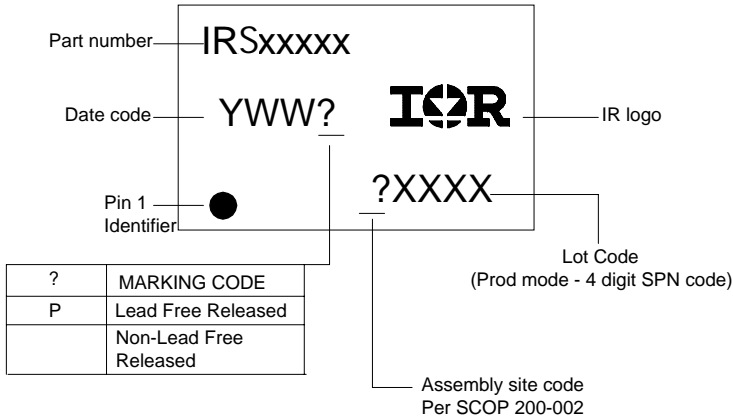 Part number
IRSxxxxx
Date code
YWW?
IOR
IR logo
Pin 1
Identifier
?XXXX
Lot Code
(Prod mode - 4 digit SPN code)
? MARKING CODE
P Lead Free Released
Non-Lead Free
Released
Assembly site code
Per SCOP 200-002